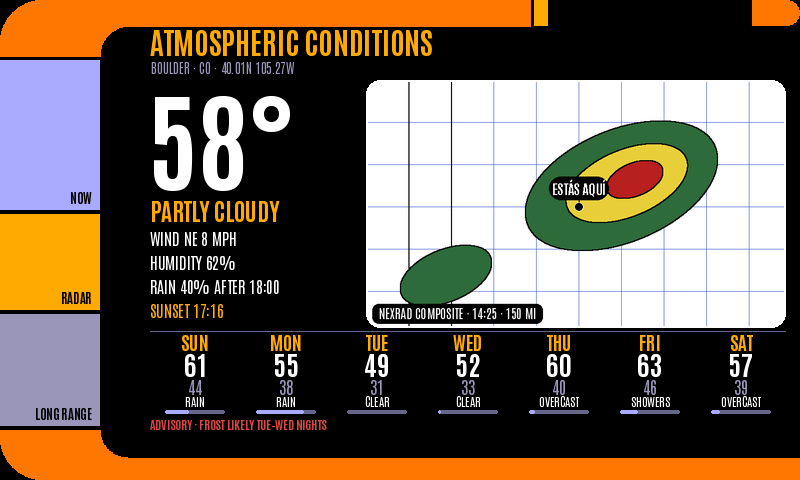 ATMOSPHERIC CONDITIONS
BOULDER · CO · 40.01N 105.27W
58°
PARTLY CLOUDY
WIND NE 8 MPH
HUMIDITY 62%
RAIN 40% AFTER 18:00
SUNSET 17:16
NOW
RADAR
LONG RANGE
ESTÁS AQUÍ
NEXRAD COMPOSITE · 14:25 · 150 MI
SUN MON TUE WED THU FRI SAT
61 55 49 52 60 63 57
44 38 31 33 40 46 39
RAIN RAIN CLEAR CLEAR OVERCAST SHOWERS OVERCAST
ADVISORY · FROST LIKELY TUE-WED NIGHTS